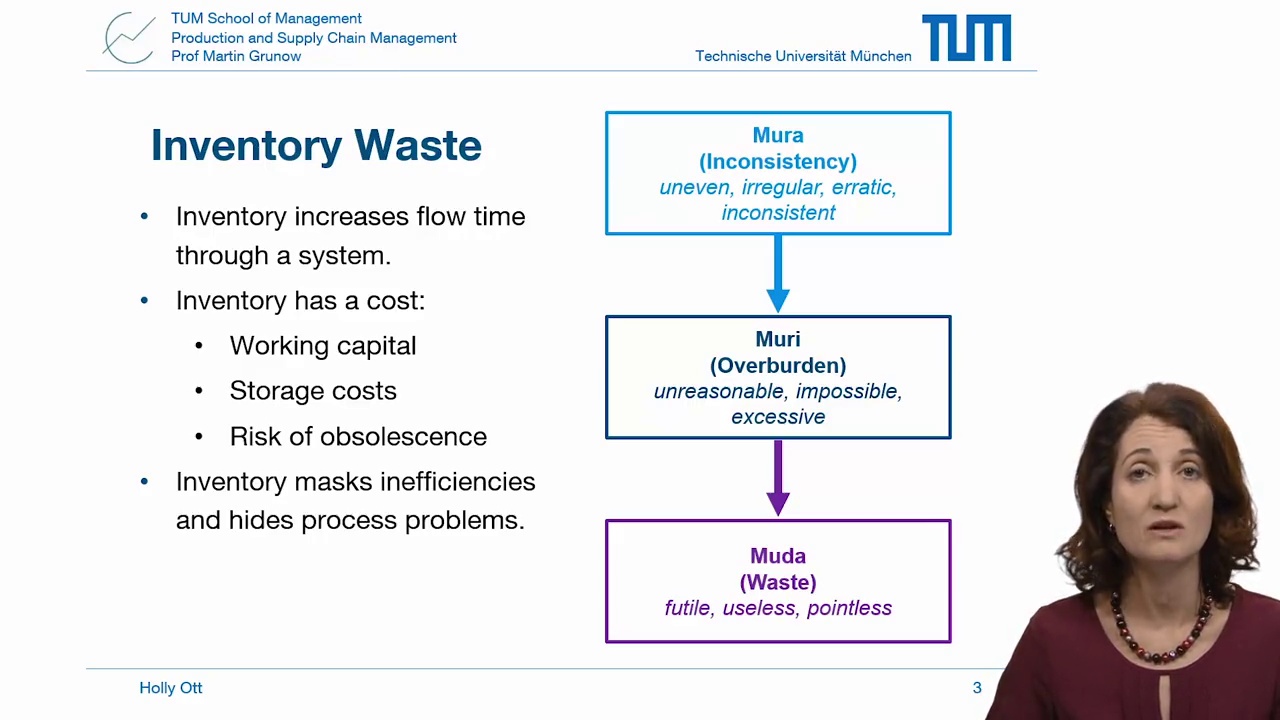 TUM School of Management
Production and Supply Chain Management
Prof Martin Grunow
Technische Universität München
TUM
Inventory Waste
• Inventory increases flow time
through a system.
• Inventory has a cost:
• Working capital
• Storage costs
• Risk of obsolescence
• Inventory masks inefficiencies
and hides process problems.
Mura
(Inconsistency)
uneven, irregular, erratic,
inconsistent
Muri
(Overburden)
unreasonable, impossible,
excessive
Muda
(Waste)
futile, useless, pointless
Holly Ott
3